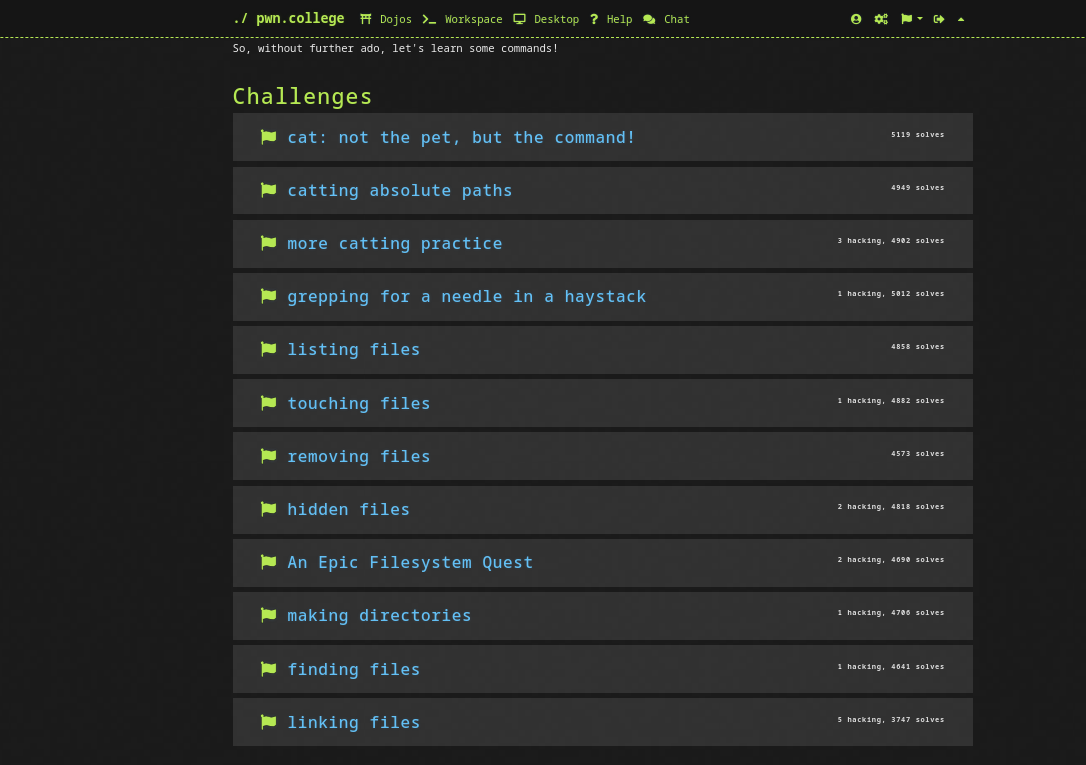 ./ pwn.college Dojos Workspace Desktop Help Chat
So, without further ado, let's learn some commands!
Challenges
cat: not the pet, but the command! 5119 solves
catting absolute paths 4949 solves
more catting practice 3 hacking, 4902 solves
grepping for a needle in a haystack 1 hacking, 5012 solves
listing files 4858 solves
touching files 1 hacking, 4882 solves
removing files 4573 solves
hidden files 2 hacking, 4818 solves
An Epic Filesystem Quest 2 hacking, 4690 solves
making directories 1 hacking, 4706 solves
finding files 1 hacking, 4641 solves
linking files 5 hacking, 3747 solves